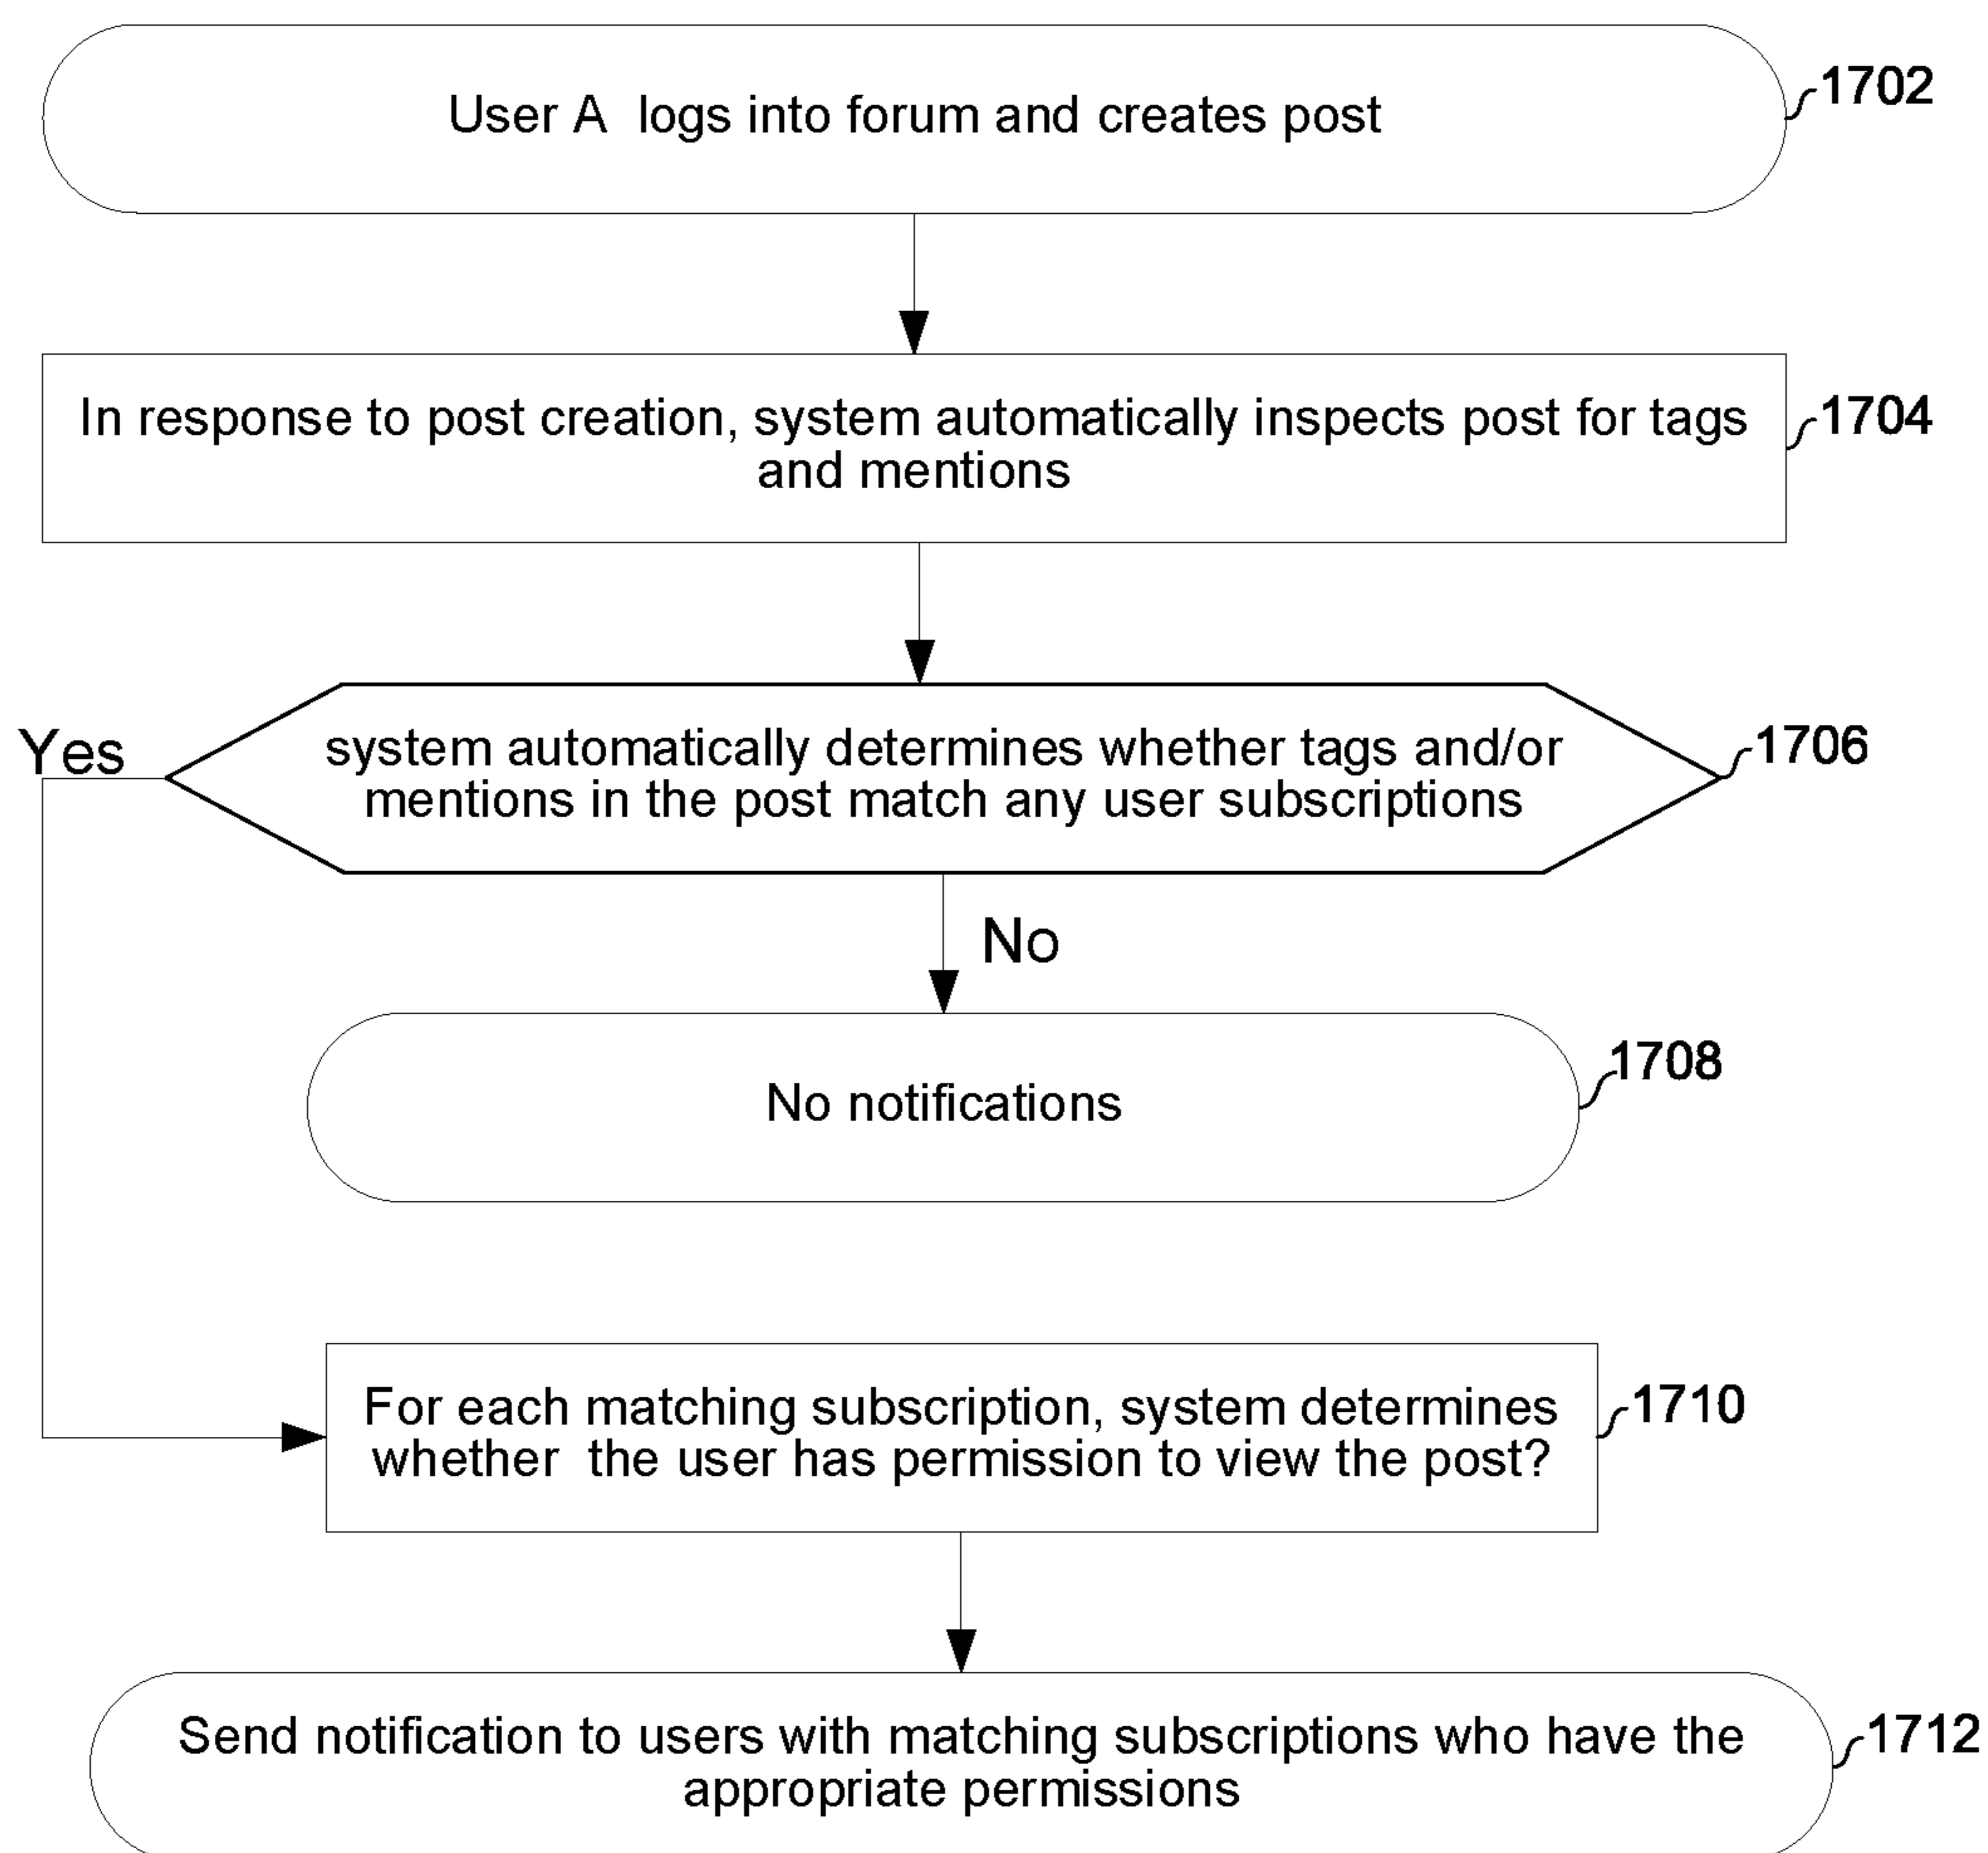 User A  logs into forum and creates post
1702
In response to post creation, system automatically inspects post for tags
and mentions
1704
Yes
system automatically determines whether tags and/or
mentions in the post match any user subscriptions
1706
No
No notifications
1708
For each matching subscription, system determines
whether  the user has permission to view the post?
1710
Send notification to users with matching subscriptions who have the
appropriate permissions
1712